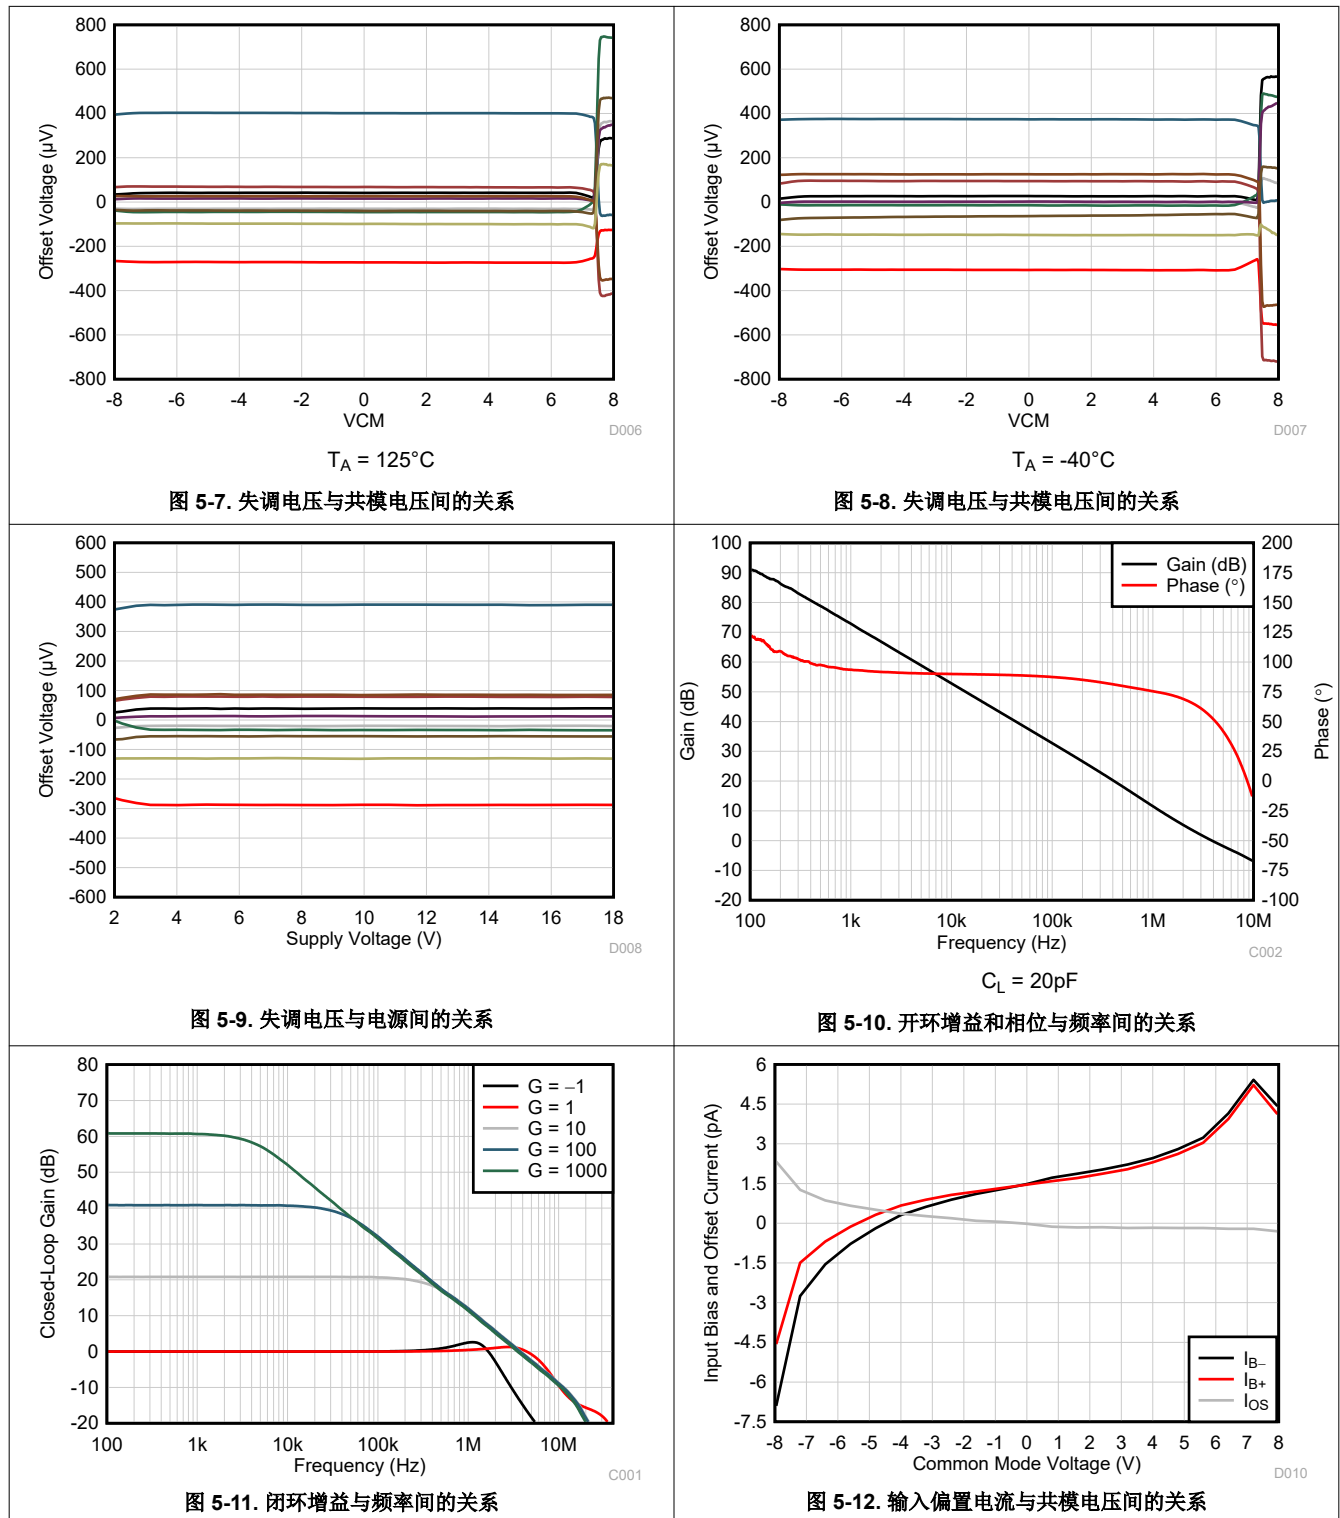 800
600
400
200
0
-200
-400
-600
-800
Offset Voltage (µV)
-8 -6 -4 -2 0 2 4 6 8
VCM
D006
T_A = 125°C
图 5-7. 失调电压与共模电压间的关系
800
600
400
200
0
-200
-400
-600
-800
Offset Voltage (µV)
-8 -6 -4 -2 0 2 4 6 8
VCM
D007
T_A = -40°C
图 5-8. 失调电压与共模电压间的关系
600
500
400
300
200
100
0
-100
-200
-300
-400
-500
-600
Offset Voltage (µV)
2 4 6 8 10 12 14 16 18
Supply Voltage (V)
D008
图 5-9. 失调电压与电源间的关系
100
90
80
70
60
50
40
30
20
10
0
-10
-20
Gain (dB)
Gain (dB)
Phase (°)
200
175
150
125
100
75
50
25
0
-25
-50
-75
-100
Phase (°)
100 1k 10k 100k 1M 10M
Frequency (Hz)
C002
C_L = 20pF
图 5-10. 开环增益和相位与频率间的关系
80
70
60
50
40
30
20
10
0
-10
-20
Closed-Loop Gain (dB)
G = −1
G = 1
G = 10
G = 100
G = 1000
100 1k 10k 100k 1M 10M
Frequency (Hz)
C001
图 5-11. 闭环增益与频率间的关系
6
4.5
3
1.5
0
-1.5
-3
-4.5
-6
-7.5
Input Bias and Offset Current (pA)
I_B−
I_B+
I_OS
-8 -7 -6 -5 -4 -3 -2 -1 0 1 2 3 4 5 6 7 8
Common Mode Voltage (V)
D010
图 5-12. 输入偏置电流与共模电压间的关系